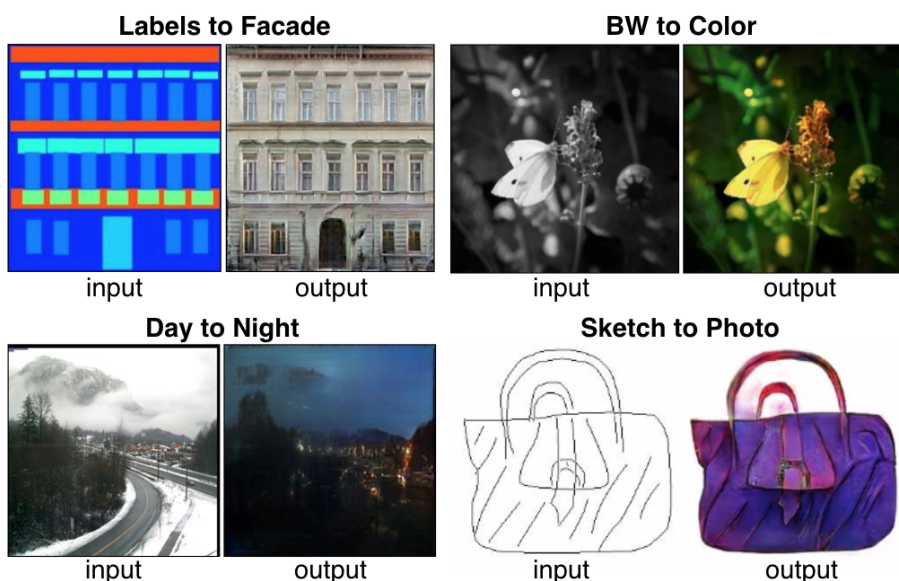 Labels to Facade
input
output
BW to Color
input
output
Day to Night
input
output
Sketch to Photo
input
output